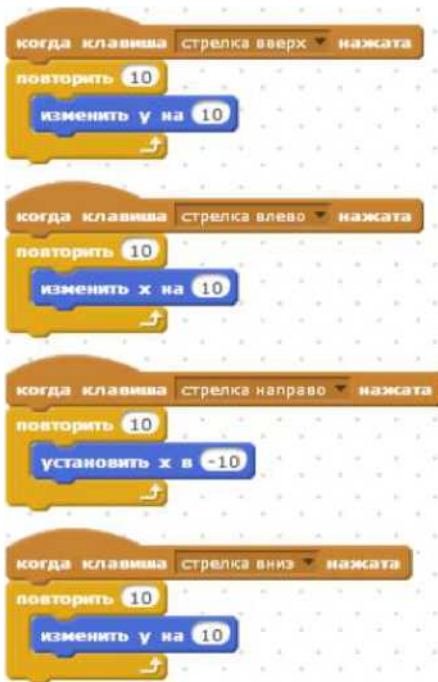 когда клавиша стрелка вверх нажата
повторить 10
изменить y на 10
когда клавиша стрелка влево нажата
повторить 10
изменить x на 10
когда клавиша стрелка направо нажата
повторить 10
установить x в -10
когда клавиша стрелка вниз нажата
повторить 10
изменить y на 10